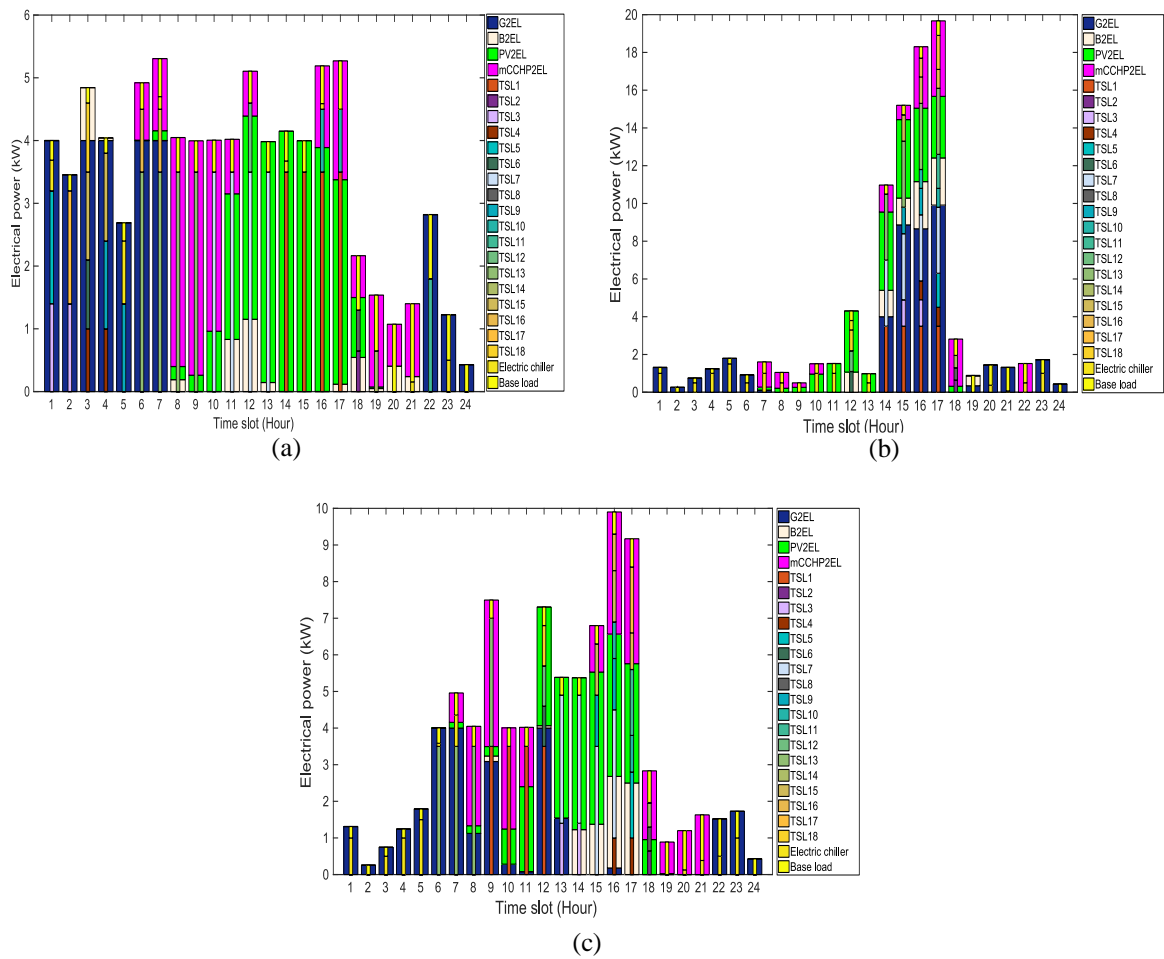 6
5
4
3
2
1
0
Electrical power (kW)
1 2 3 4 5 6 7 8 9 10 11 12 13 14 15 16 17 18 19 20 21 22 23 24
Time slot (Hour)
G2EL
B2EL
PV2EL
mCCHP2EL
TSL1
TSL2
TSL3
TSL4
TSL5
TSL6
TSL7
TSL8
TSL9
TSL10
TSL11
TSL12
TSL13
TSL14
TSL15
TSL16
TSL17
TSL18
Electric chiller
Base load
(a)
20
18
16
14
12
10
8
6
4
2
0
Electrical power (kW)
1 2 3 4 5 6 7 8 9 10 11 12 13 14 15 16 17 18 19 20 21 22 23 24
Time slot (Hour)
G2EL
B2EL
PV2EL
mCCHP2EL
TSL1
TSL2
TSL3
TSL4
TSL5
TSL6
TSL7
TSL8
TSL9
TSL10
TSL11
TSL12
TSL13
TSL14
TSL15
TSL16
TSL17
TSL18
Electric chiller
Base load
(b)
10
9
8
7
6
5
4
3
2
1
0
Electrical power (kW)
1 2 3 4 5 6 7 8 9 10 11 12 13 14 15 16 17 18 19 20 21 22 23 24
Time slot (Hour)
G2EL
B2EL
PV2EL
mCCHP2EL
TSL1
TSL2
TSL3
TSL4
TSL5
TSL6
TSL7
TSL8
TSL9
TSL10
TSL11
TSL12
TSL13
TSL14
TSL15
TSL16
TSL17
TSL18
Electric chiller
Base load
(c)